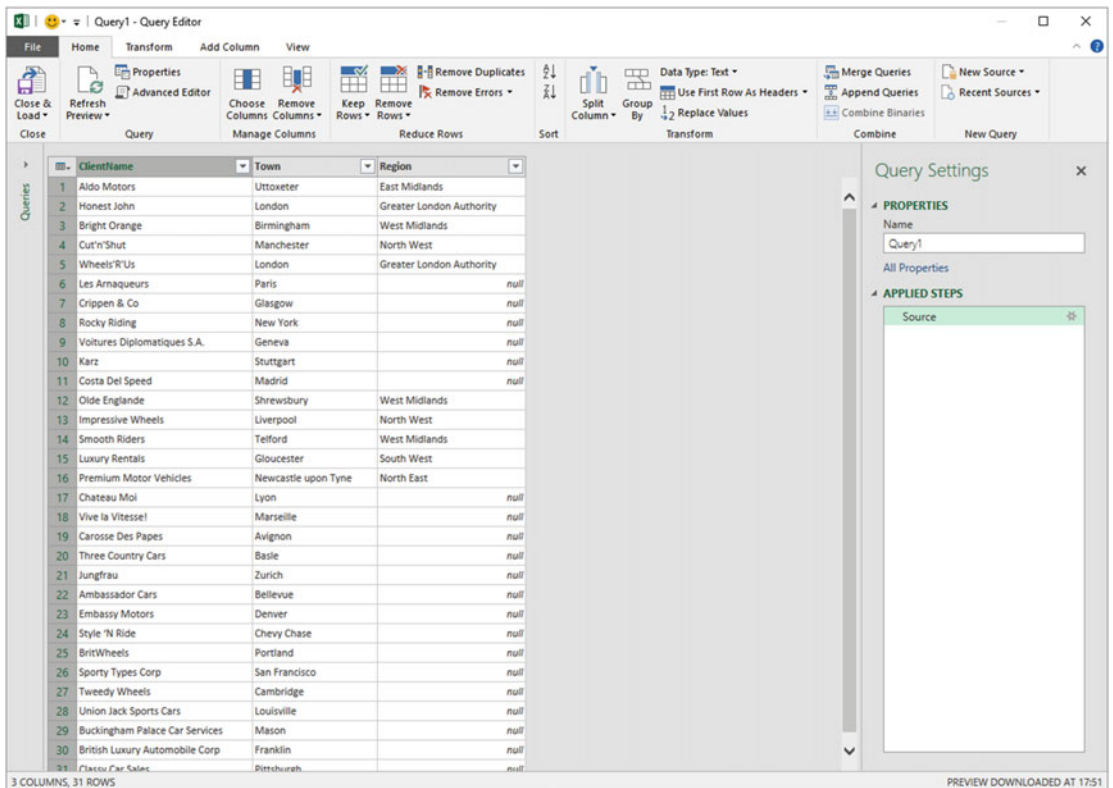 Query1 - Query Editor
File Home Transform Add Column View
Close & Load
Refresh Preview
Properties
Advanced Editor
Choose Columns
Remove Columns
Keep Rows
Remove Rows
Remove Duplicates
Remove Errors
Split Column
Group By
Data Type: Text
Use First Row As Headers
Replace Values
Merge Queries
Append Queries
Combine Binaries
New Source
Recent Sources
Close Query Manage Columns Reduce Rows Sort Transform Combine New Query
Queries
ClientName Town Region
1 Aldo Motors Uttoxeter East Midlands
2 Honest John London Greater London Authority
3 Bright Orange Birmingham West Midlands
4 Cut'n'Shut Manchester North West
5 Wheels'R'Us London Greater London Authority
6 Les Arnaqueurs Paris null
7 Crippen & Co Glasgow null
8 Rocky Riding New York null
9 Voitures Diplomatiques S.A. Geneva null
10 Karz Stuttgart null
11 Costa Del Speed Madrid null
12 Olde Englande Shrewsbury West Midlands
13 Impressive Wheels Liverpool North West
14 Smooth Riders Telford West Midlands
15 Luxury Rentals Gloucester South West
16 Premium Motor Vehicles Newcastle upon Tyne North East
17 Chateau Moi Lyon null
18 Vive la Vitesse! Marseille null
19 Carosse Des Papes Avignon null
20 Three Country Cars Basle null
21 Jungfrau Zurich null
22 Ambassador Cars Bellevue null
23 Embassy Motors Denver null
24 Style 'N Ride Chevy Chase null
25 BritWheels Portland null
26 Sporty Types Corp San Francisco null
27 Tweedy Wheels Cambridge null
28 Union Jack Sports Cars Louisville null
29 Buckingham Palace Car Services Mason null
30 British Luxury Automobile Corp Franklin null
31 Classy Car Sales Pittsburgh null
Query Settings
PROPERTIES
Name
Query1
All Properties
APPLIED STEPS
Source
3 COLUMNS, 31 ROWS
PREVIEW DOWNLOADED AT 17:51